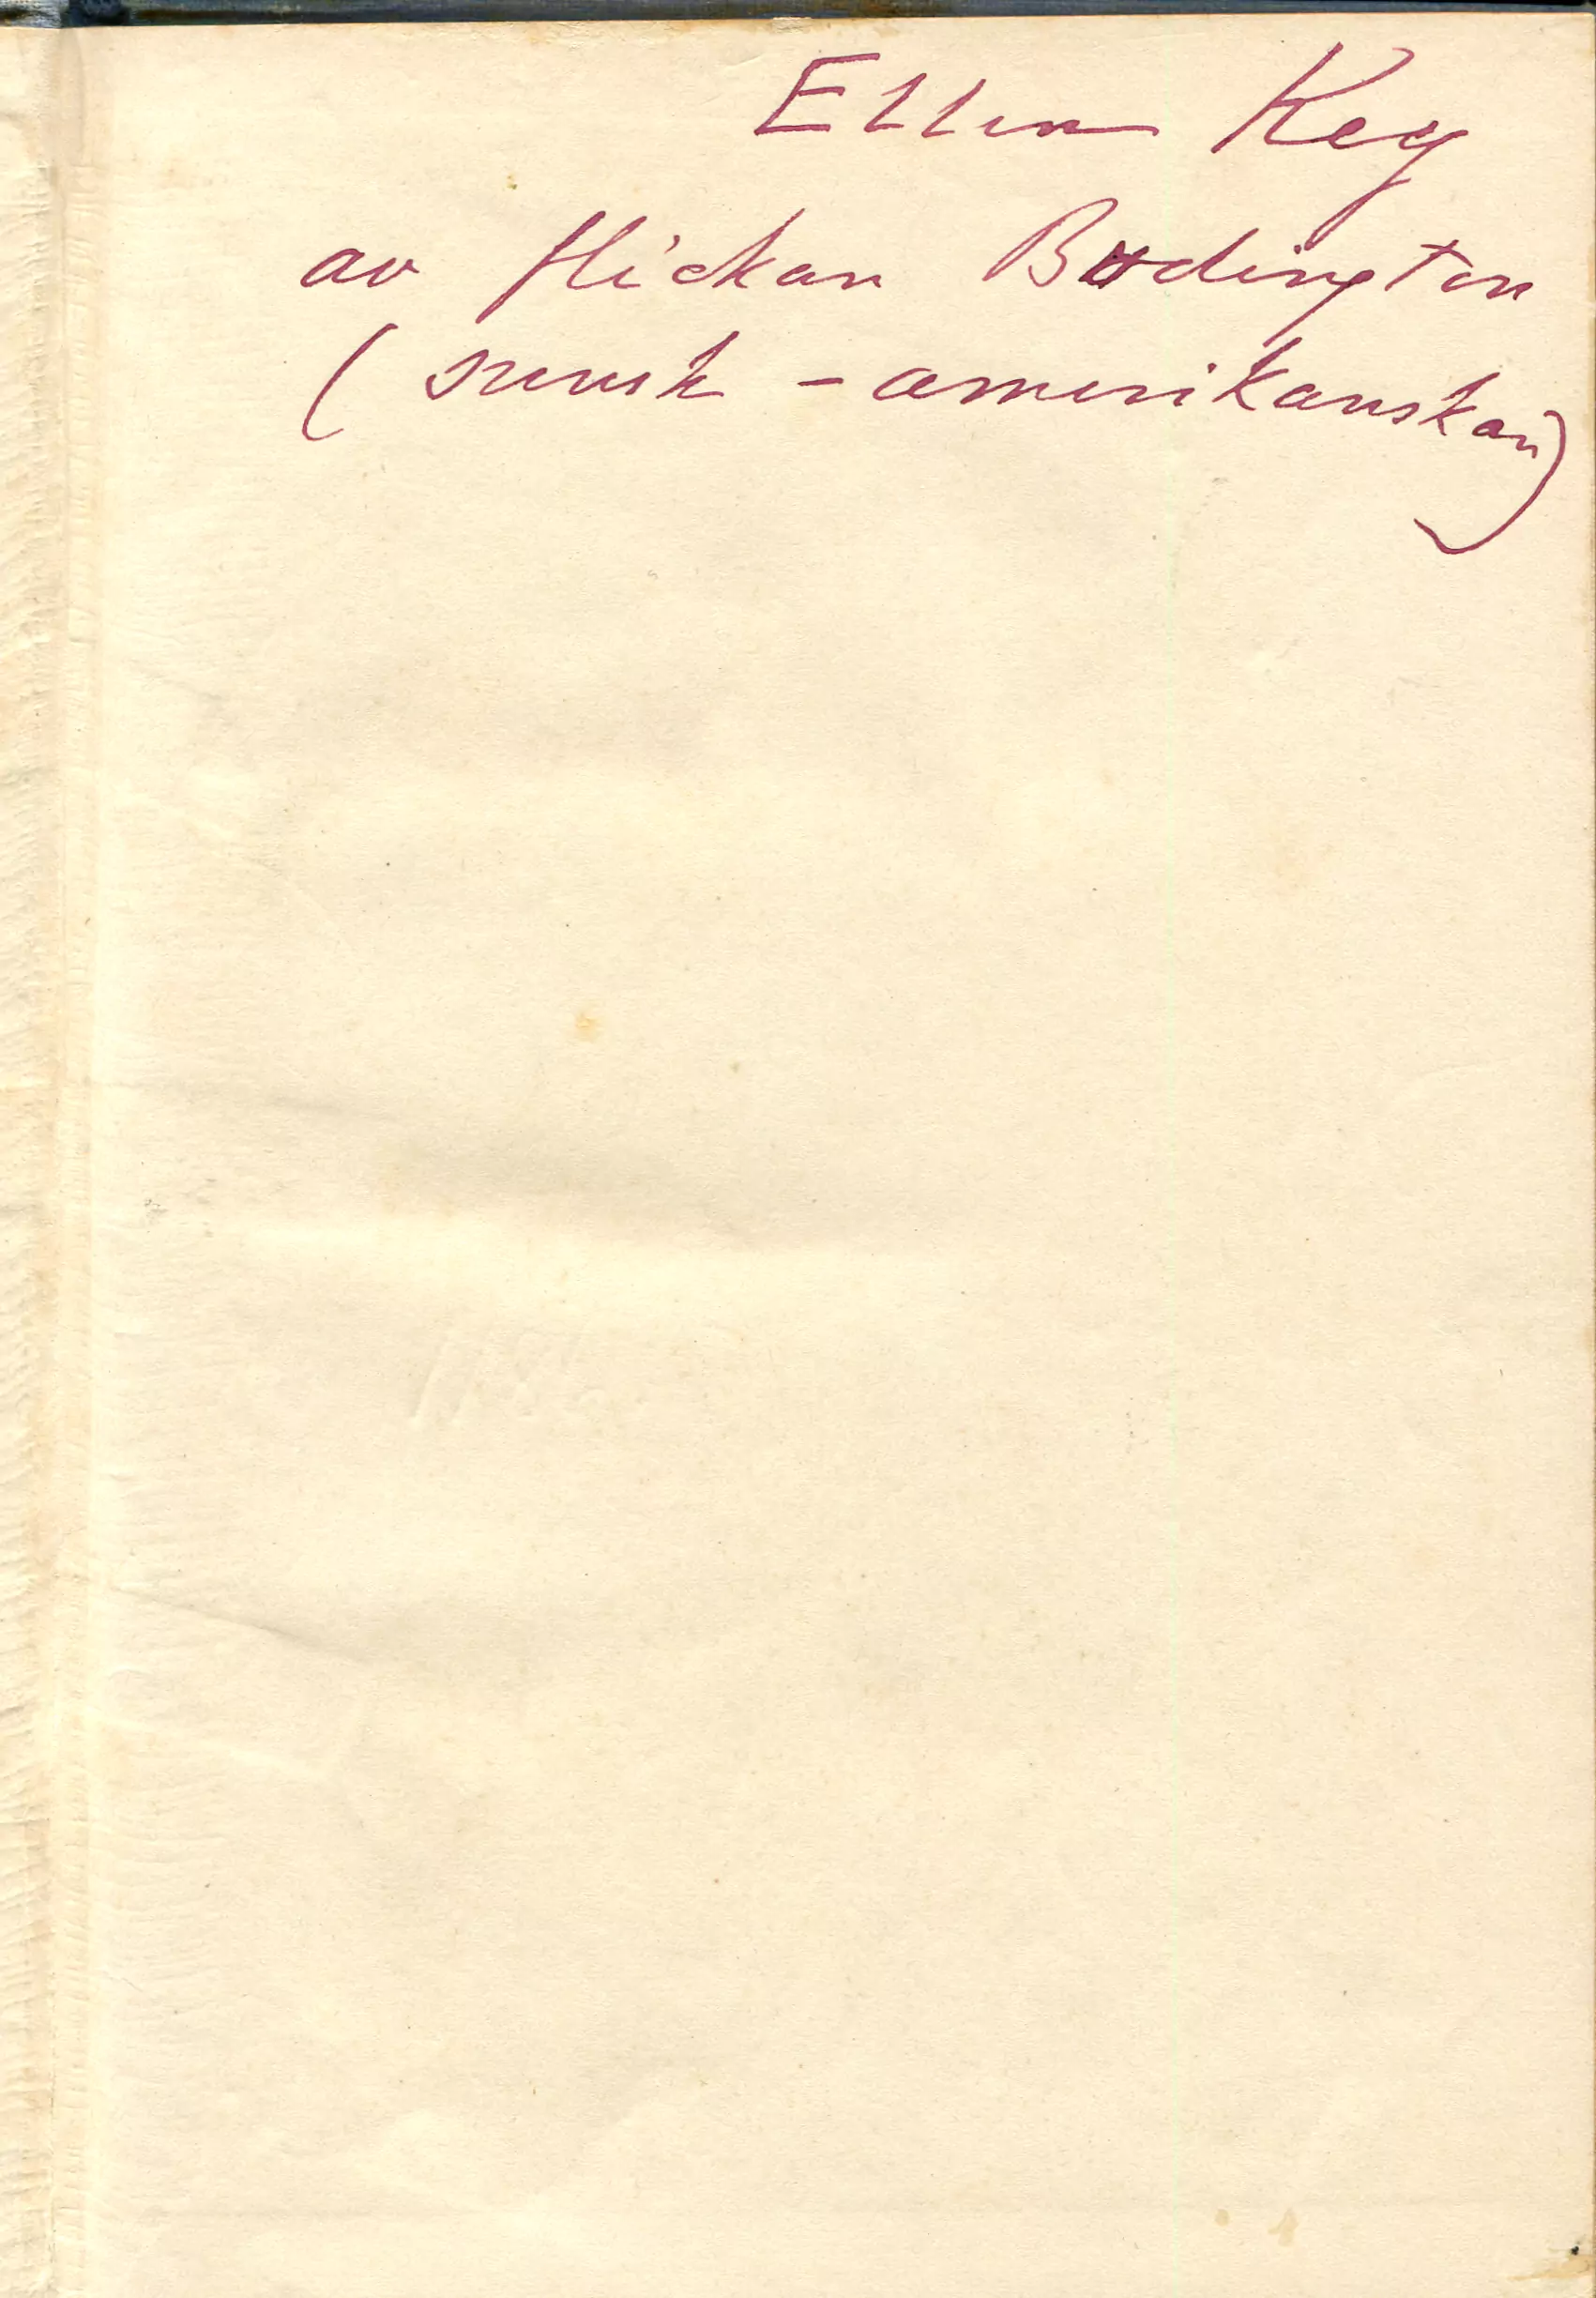 Ellen Key
av flickan Bodington
(svensk - amerikanskan)